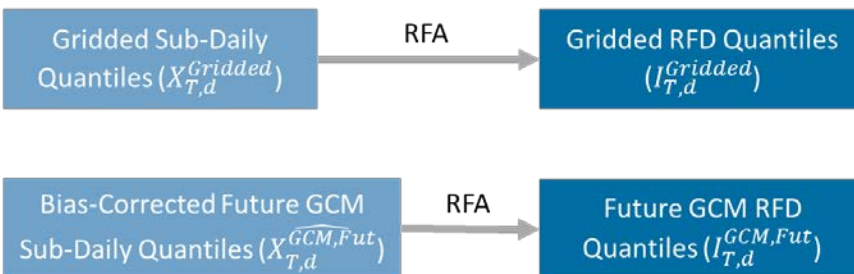 Gridded Sub-Daily
Quantiles ($X_{T,d}^{Gridded}$)
RFA
Gridded RFD Quantiles
($I_{T,d}^{Gridded}$)
Bias-Corrected Future GCM
Sub-Daily Quantiles ($\widehat{X_{T,d}^{GCM,Fut}}$)
RFA
Future GCM RFD
Quantiles ($I_{T,d}^{GCM,Fut}$)